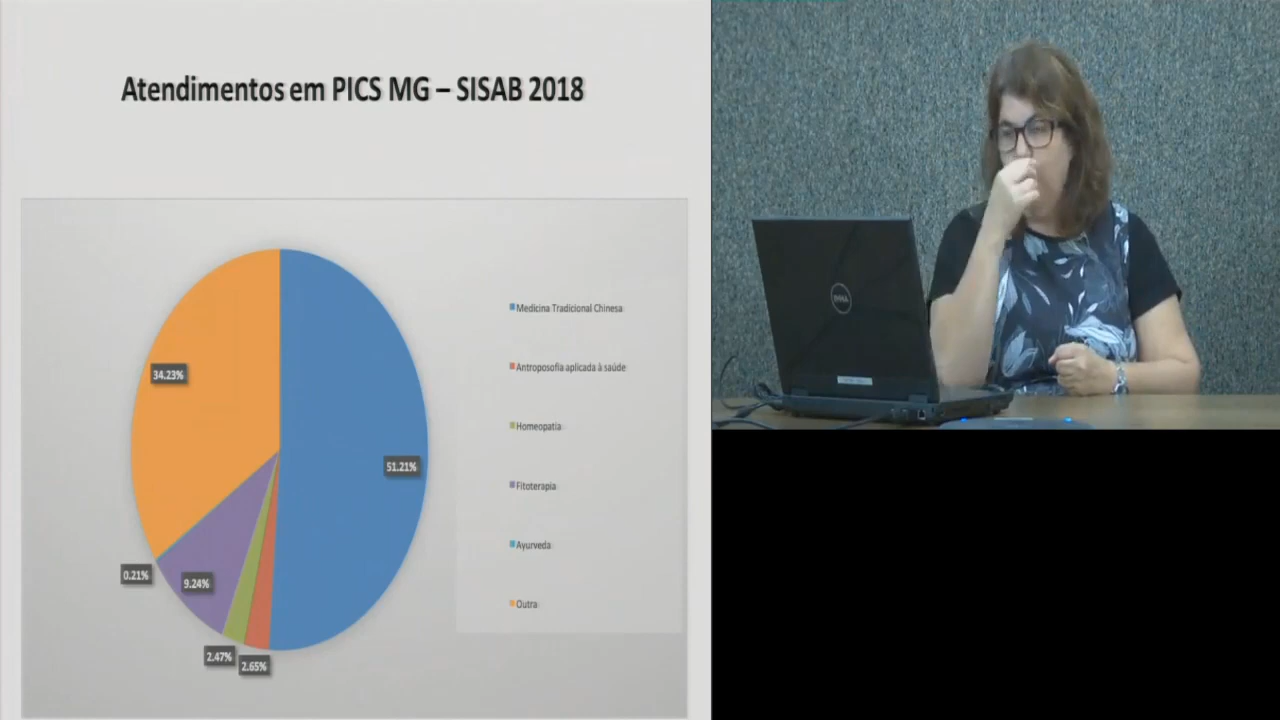 Atendimentos em PICS MG – SISAB 2018
Medicina Tradicional Chinesa
Antroposofia aplicada à saúde
Homeopatia
Fitoterapia
Ayurveda
Outra
34.23%
51.21%
0.21%
9.24%
2.47%
2.65%
DELL